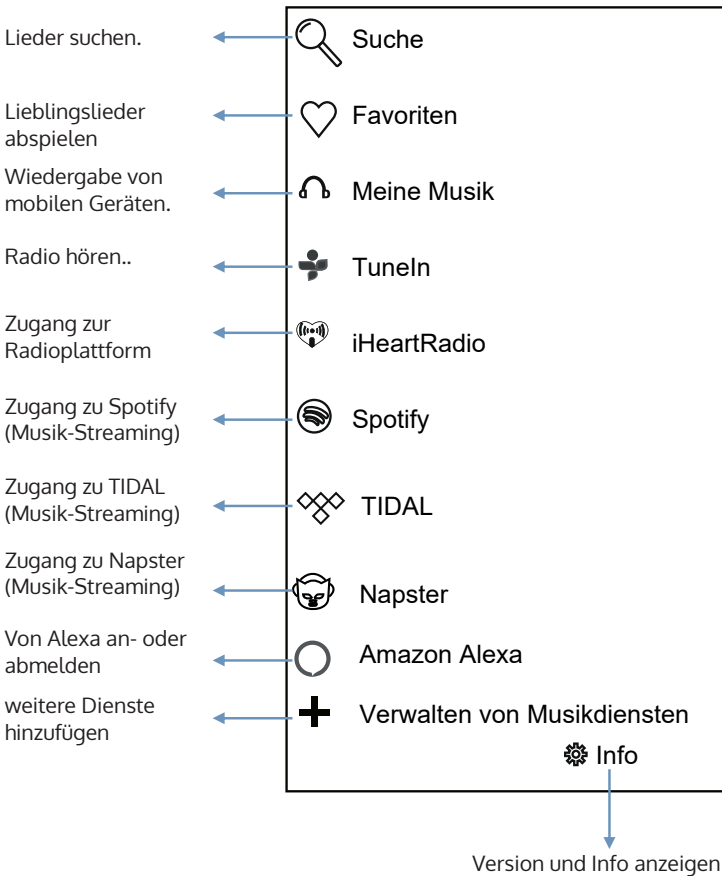 Lieder suchen.
Suche
Lieblingslieder
abspielen
Favoriten
Wiedergabe von
mobilen Geräten.
Meine Musik
Radio hören..
TuneIn
Zugang zur
Radioplattform
iHeartRadio
Zugang zu Spotify
(Musik-Streaming)
Spotify
Zugang zu TIDAL
(Musik-Streaming)
TIDAL
Zugang zu Napster
(Musik-Streaming)
Napster
Von Alexa an- oder
abmelden
Amazon Alexa
weitere Dienste
hinzufügen
Verwalten von Musikdiensten
Info
Version und Info anzeigen